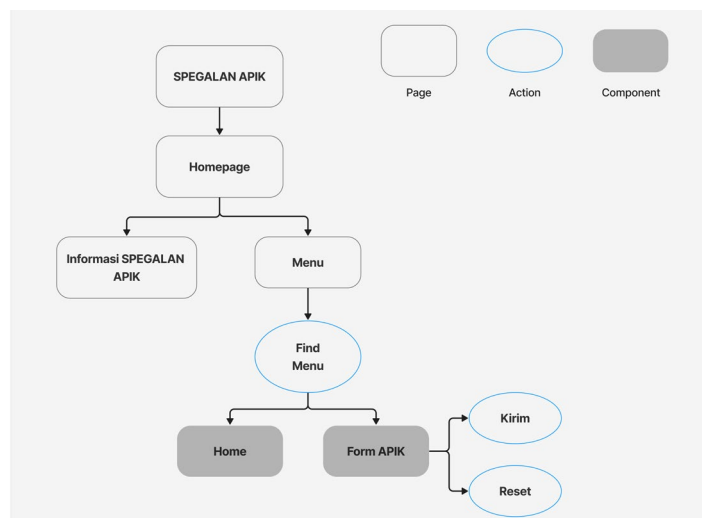 SPEGALAN APIK
Page
Action
Component
Homepage
Informasi SPEGALAN
APIK
Menu
Find
Menu
Home
Form APIK
Kirim
Reset